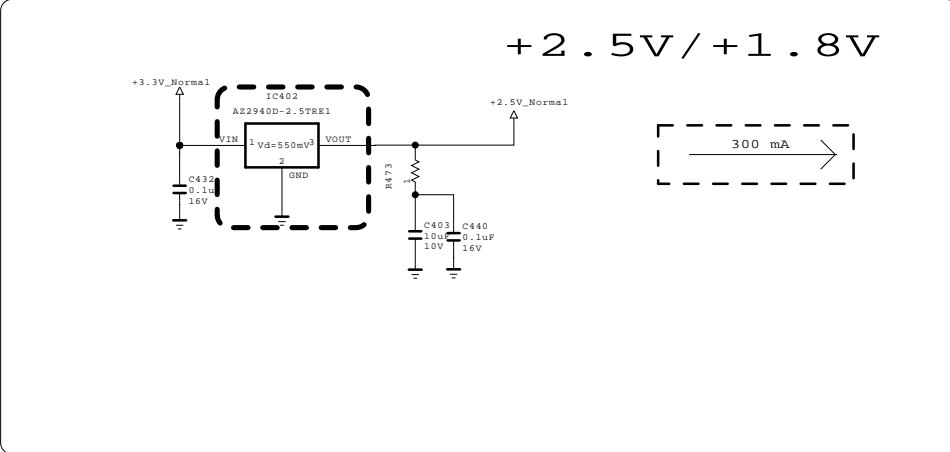 +2.5V/+1.8V
+3.3V_Normal
IC402
AZ2940D-2.5TRE1
+2.5V_Normal
VIN
1
Vd=550mV
3
VOUT
2
GND
300 mA
R473
1
C432
0.1u
16V
C403
10uF
10V
C440
0.1uF
16V